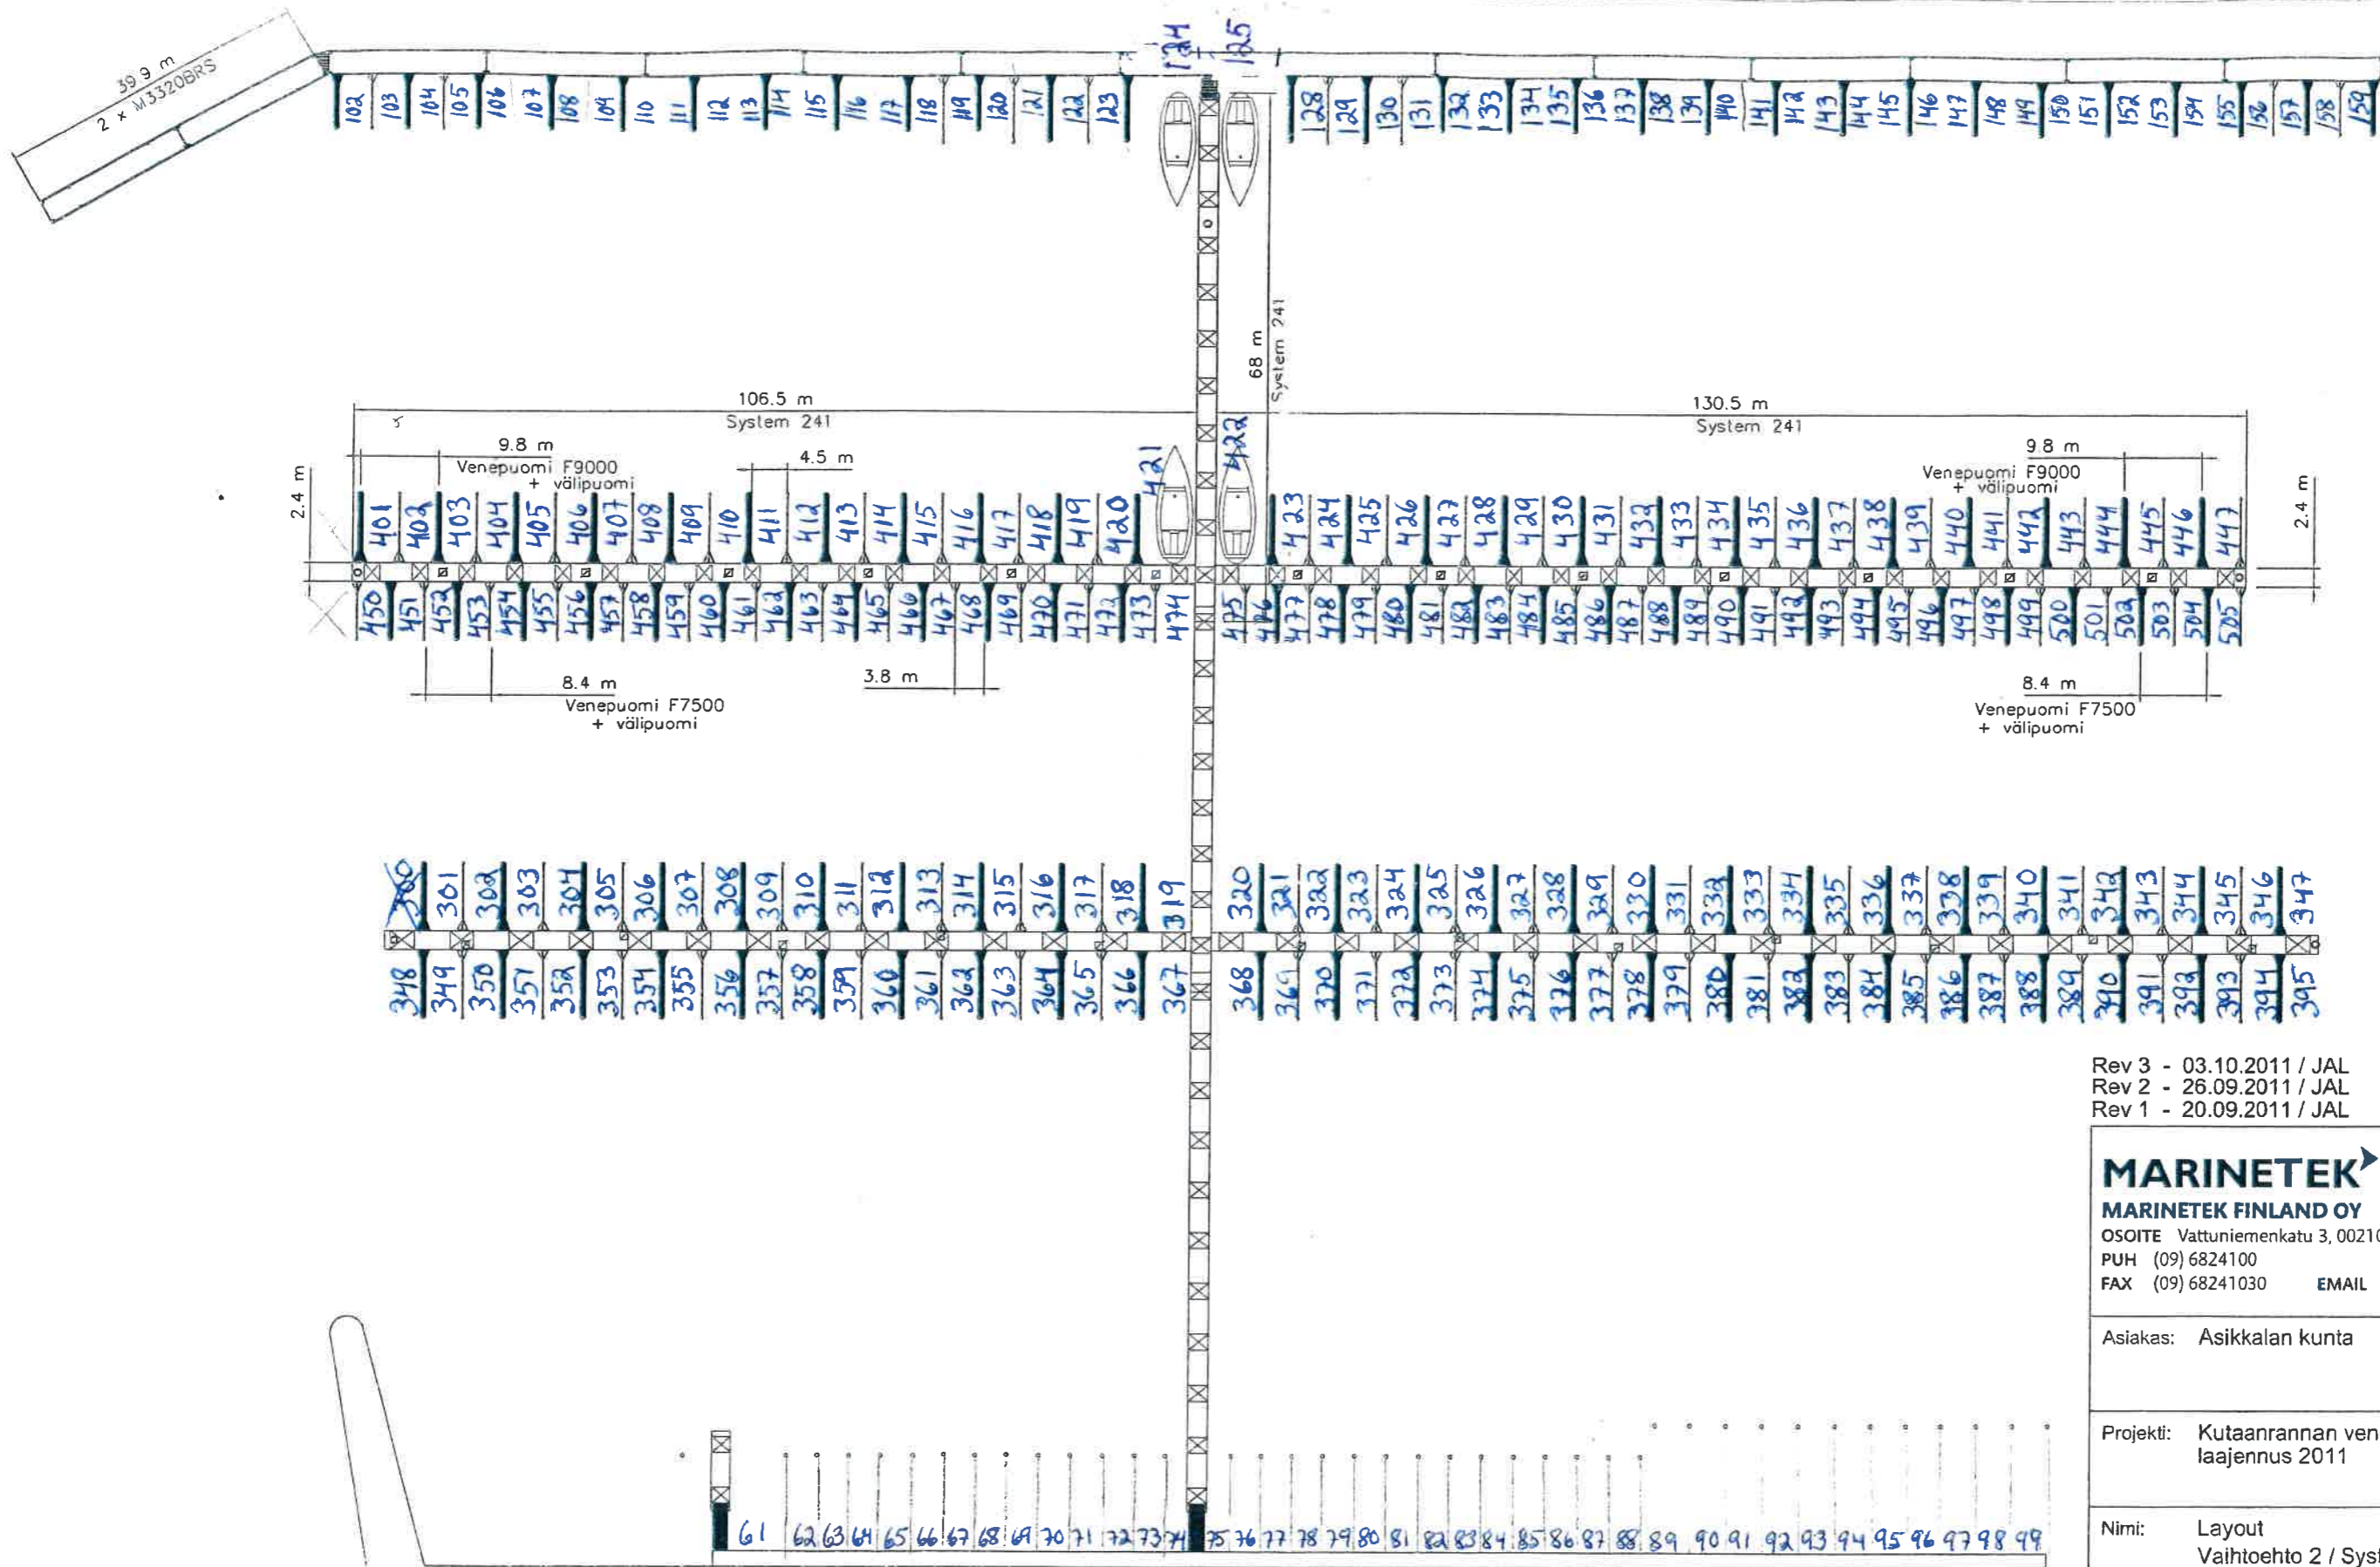 39.9 m
2 x M3320BRS
124 125
102 103 104 105 106 107 108 109 110 111 112 113 114 115 116 117 118 119 120 121 122 123
128 129 130 131 132 133 134 135 136 137 138 139 140 141 142 143 144 145 146 147 148 149 150 151 152 153 154 155 156 157 158 159
68 m
System 241
106.5 m
System 241
130.5 m
System 241
9.8 m
Venepuomi F9000
+ välipuomi
4.5 m
9.8 m
Venepuomi F9000
+ välipuomi
2.4 m
2.4 m
401 402 403 404 405 406 407 408 409 410 411 412 413 414 415 416 417 418 419 420 421 422 423 424 425 426 427 428 429 430 431 432 433 434 435 436 437 438 439 440 441 442 443 444 445 446 447
450 451 452 453 454 455 456 457 458 459 460 461 462 463 464 465 466 467 468 469 470 471 472 473 474 475 476 477 478 479 480 481 482 483 484 485 486 487 488 489 490 491 492 493 494 495 496 497 498 499 500 501 502 503 504 505
8.4 m
Venepuomi F7500
+ välipuomi
3.8 m
8.4 m
Venepuomi F7500
+ välipuomi
300 301 302 303 304 305 306 307 308 309 310 311 312 313 314 315 316 317 318 319 320 321 322 323 324 325 326 327 328 329 330 331 332 333 334 335 336 337 338 339 340 341 342 343 344 345 346 347
348 349 350 351 352 353 354 355 356 357 358 359 360 361 362 363 364 365 366 367 368 369 370 371 372 373 374 375 376 377 378 379 380 381 382 383 384 385 386 387 388 389 390 391 392 393 394 395
Rev 3 - 03.10.2011 / JAL
Rev 2 - 26.09.2011 / JAL
Rev 1 - 20.09.2011 / JAL
MARINETEK
MARINETEK FINLAND OY
OSOITE Vattuniemenkatu 3, 00210
PUH (09) 6824100
FAX (09) 68241030 EMAIL
Asiakas: Asikkalan kunta
Projekti: Kutaanrannan ven
laajennus 2011
Nimi: Layout
Vaihtoehto 2 / Sys
61 62 63 64 65 66 67 68 69 70 71 72 73 74 75 76 77 78 79 80 81 82 83 84 85 86 87 88 89 90 91 92 93 94 95 96 97 98 99